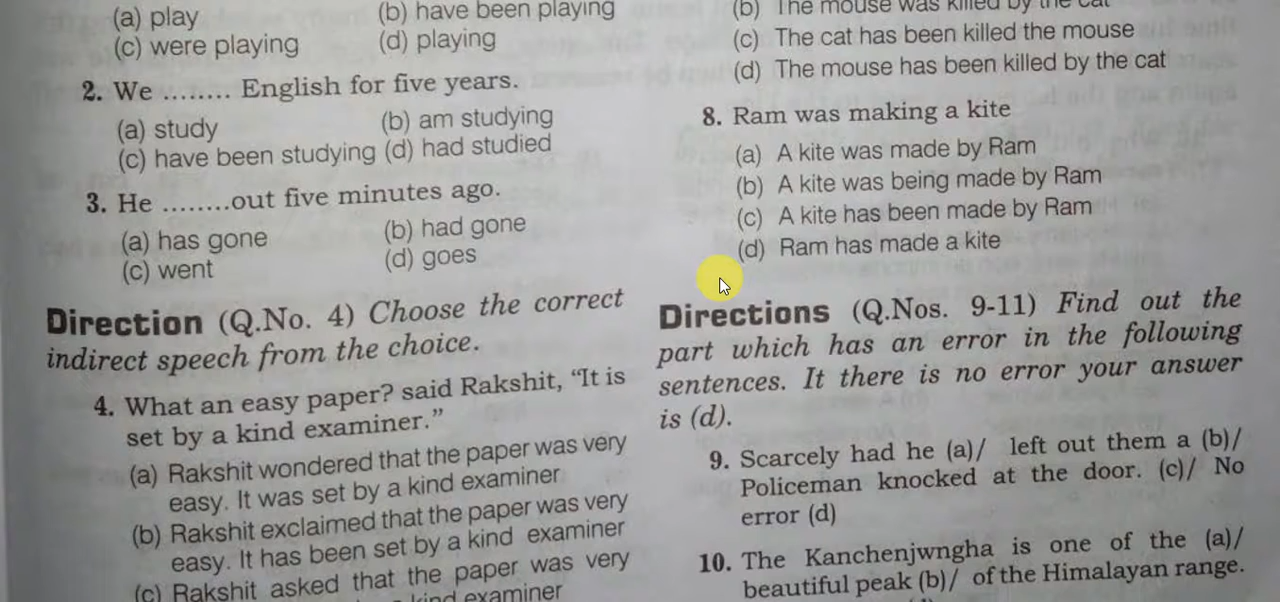 (a) play (b) have been playing
(c) were playing (d) playing
2. We ........ English for five years.
(a) study (b) am studying
(c) have been studying (d) had studied
3. He ........out five minutes ago.
(a) has gone (b) had gone
(c) went (d) goes
Direction (Q.No. 4) Choose the correct
indirect speech from the choice.
4. What an easy paper? said Rakshit, “It is
set by a kind examiner.”
(a) Rakshit wondered that the paper was very
easy. It was set by a kind examiner
(b) Rakshit exclaimed that the paper was very
easy. It has been set by a kind examiner
(c) Rakshit asked that the paper was very
kind examiner
(b) The mouse was killed by the cat
(c) The cat has been killed the mouse
(d) The mouse has been killed by the cat
8. Ram was making a kite
(a) A kite was made by Ram
(b) A kite was being made by Ram
(c) A kite has been made by Ram
(d) Ram has made a kite
Directions (Q.Nos. 9-11) Find out the
part which has an error in the following
sentences. It there is no error your answer
is (d).
9. Scarcely had he (a)/ left out them a (b)/
Policeman knocked at the door. (c)/ No
error (d)
10. The Kanchenjwngha is one of the (a)/
beautiful peak (b)/ of the Himalayan range.